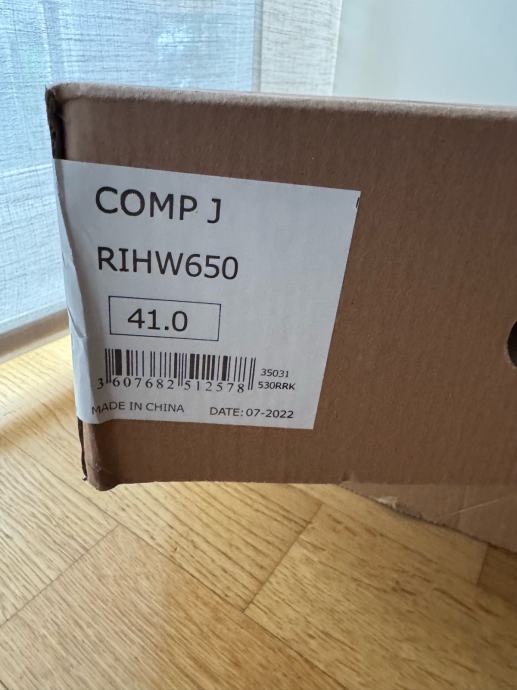 COMP J
RIHW650
41.0
35031
3 607682 512578 530RRK
MADE IN CHINA DATE: 07-2022